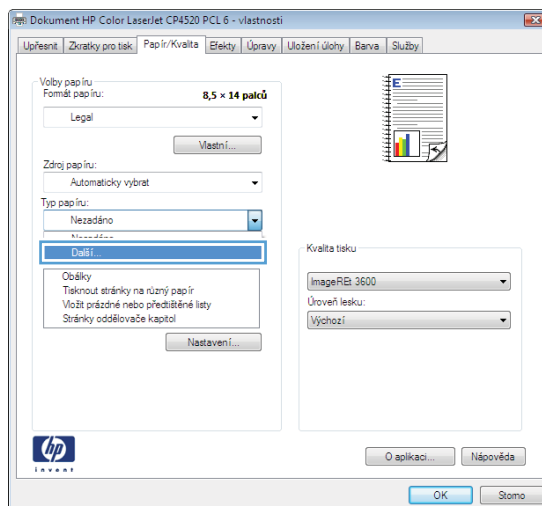 Dokument HP Color LaserJet CP4520 PCL 6 - vlastnosti
Upřesnit Zkratky pro tisk Papír/Kvalita Efekty Úpravy Uložení úlohy Barva Služby
Volby papíru
Formát papíru: 8,5 × 14 palců
Legal
Vlastní...
Zdroj papíru:
Automaticky vybrat
Typ papíru:
Nezadáno
Nezadáno
Další...
Obálky
Tisknout stránky na různý papír
Vložit prázdné nebo předtištěné listy
Stránky oddělovače kapitol
Nastavení...
Kvalita tisku
ImageREt 3600
Úroveň lesku:
Výchozí
E
hp
invent
O aplikaci... Nápověda
OK Storno